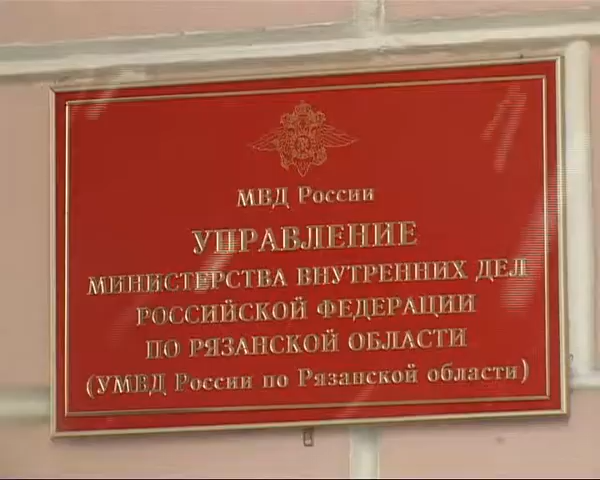 МВД России
УПРАВЛЕНИЕ
МИНИСТЕРСТВА ВНУТРЕННИХ ДЕЛ
РОССИЙСКОЙ ФЕДЕРАЦИИ
ПО РЯЗАНСКОЙ ОБЛАСТИ
(УМВД России по Рязанской области)